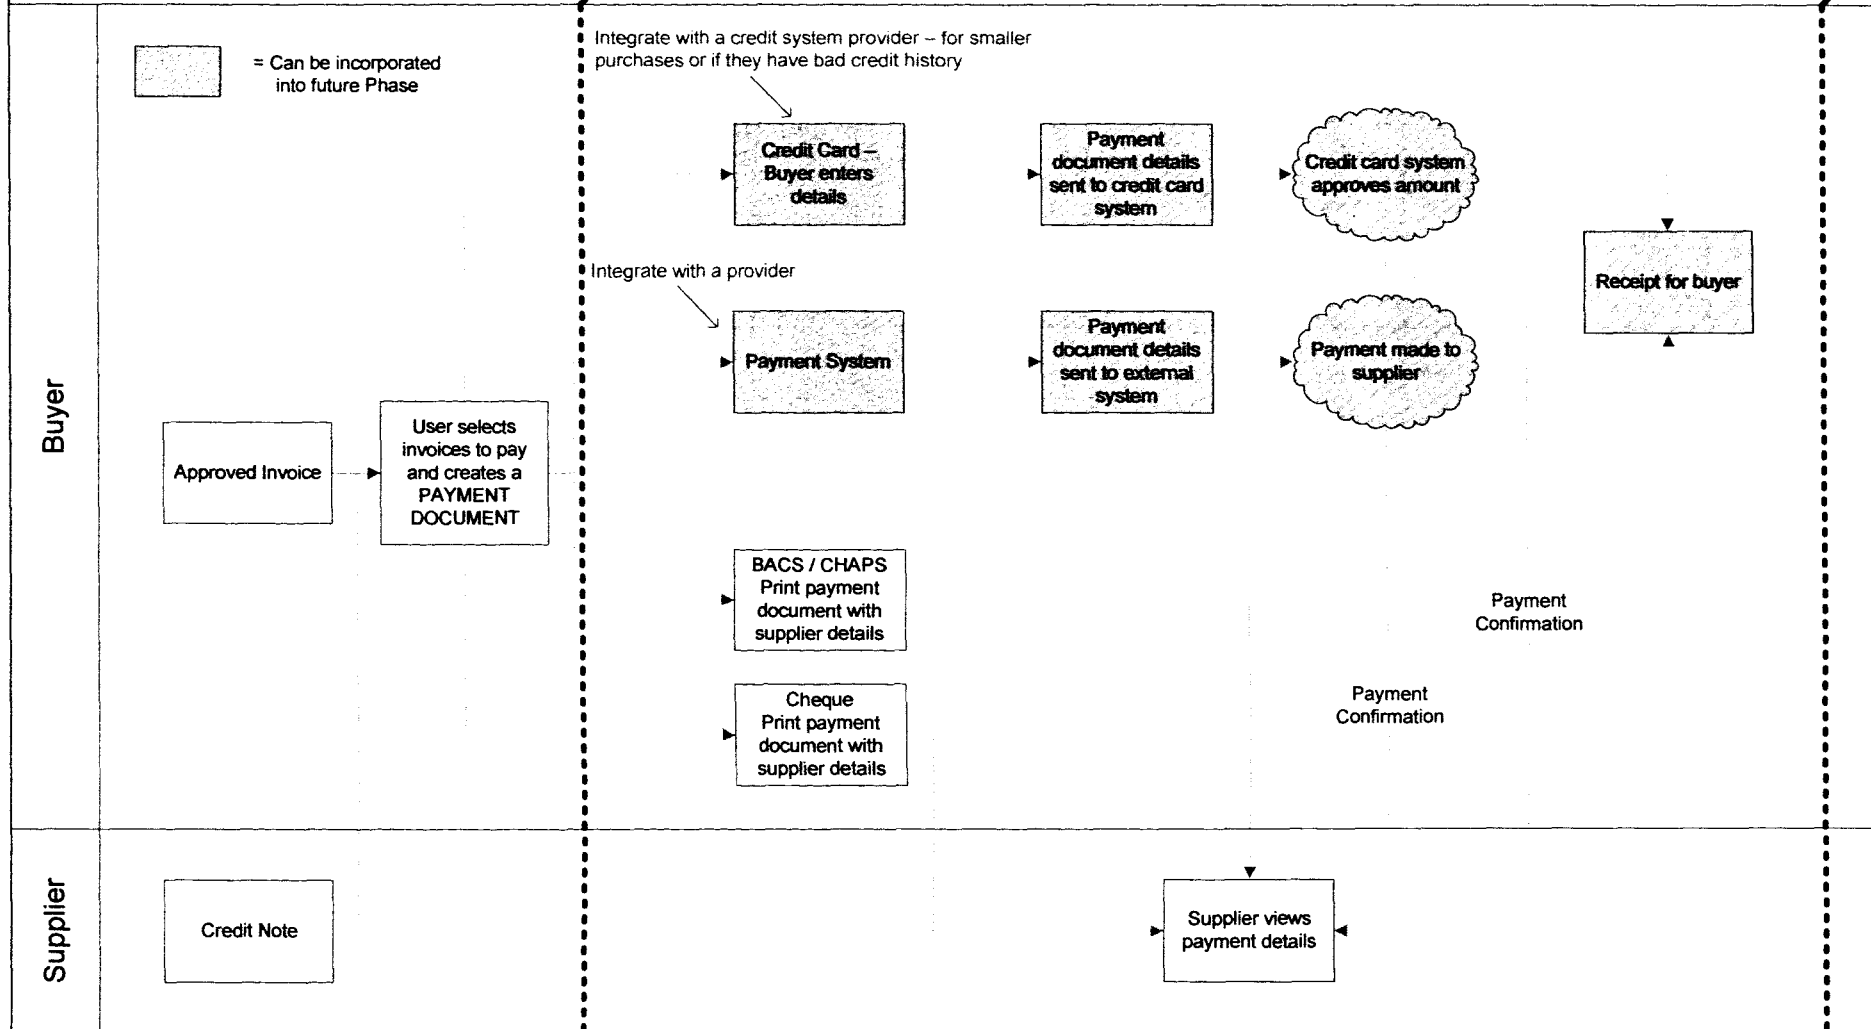 = Can be incorporated
into future Phase
Integrate with a credit system provider – for smaller
purchases or if they have bad credit history
Credit Card –
Buyer enters
details
Payment
document details
sent to credit card
system
Credit card system
approves amount
Receipt for buyer
Integrate with a provider
Payment System
Payment
document details
sent to external
system
Payment made to
supplier
Buyer
Approved Invoice
User selects
invoices to pay
and creates a
PAYMENT
DOCUMENT
BACS / CHAPS
Print payment
document with
supplier details
Payment
Confirmation
Cheque
Print payment
document with
supplier details
Payment
Confirmation
Supplier
Credit Note
Supplier views
payment details